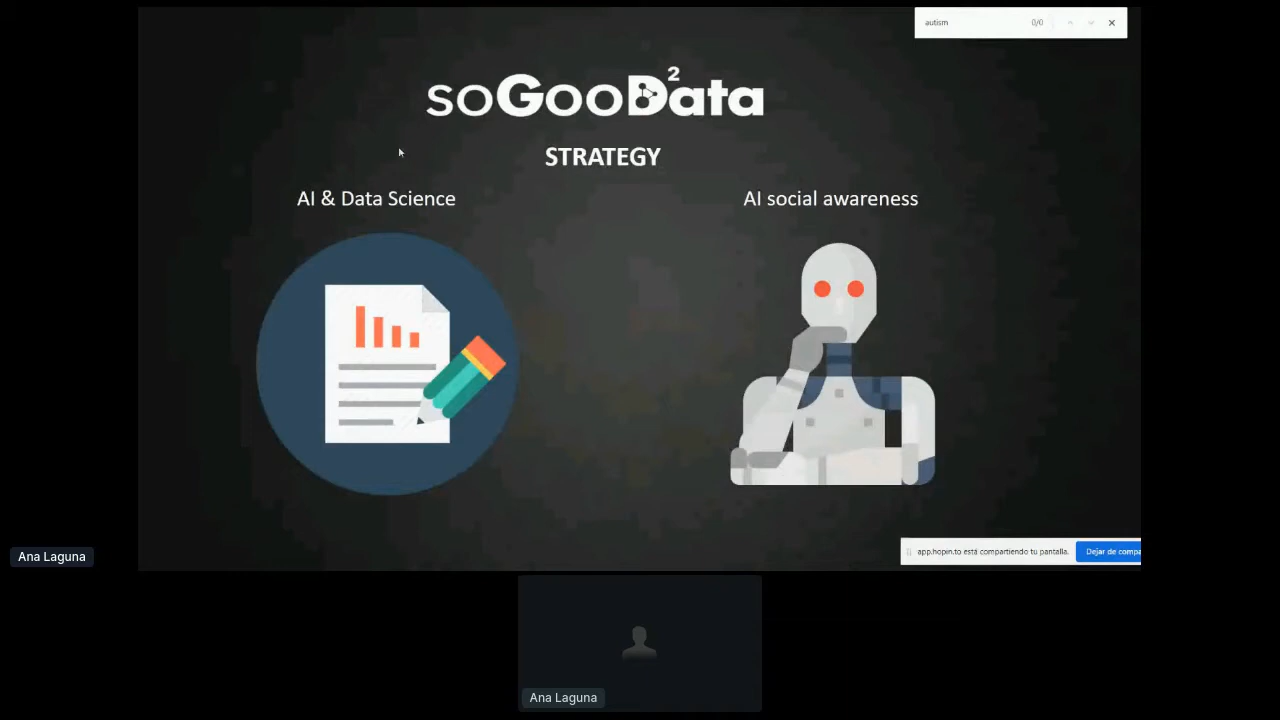 autism 0/0
soGooData²
STRATEGY
AI & Data Science
AI social awareness
Ana Laguna
app.hopin.to está compartiendo tu pantalla.
Dejar de compa
Ana Laguna